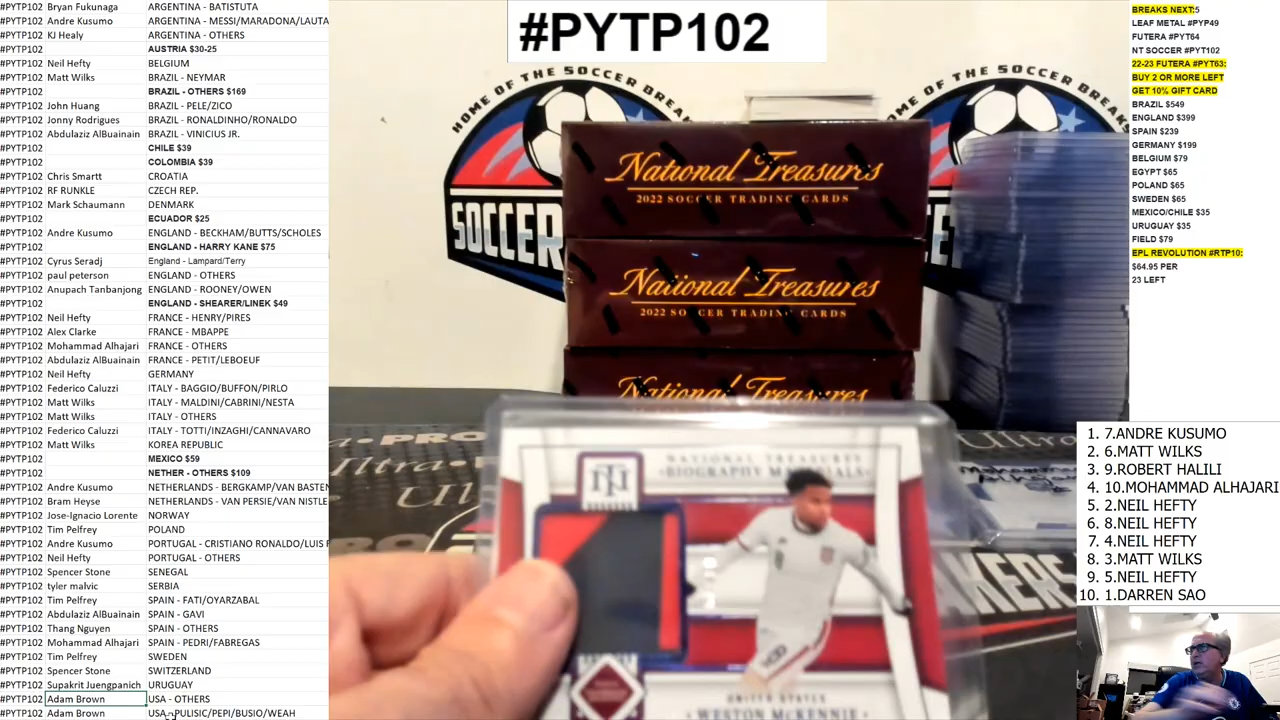 #PYTP102 Bryan Fukunaga ARGENTINA - BATISTUTA
#PYTP102 Andre Kusumo ARGENTINA - MESSI/MARADONA/LAUTA
#PYTP102 KJ Healy ARGENTINA - OTHERS
#PYTP102 AUSTRIA $30-25
#PYTP102 Neil Hefty BELGIUM
#PYTP102 Matt Wilks BRAZIL - NEYMAR
#PYTP102 BRAZIL - OTHERS $169
#PYTP102 John Huang BRAZIL - PELE/ZICO
#PYTP102 Jonny Rodrigues BRAZIL - RONALDINHO/RONALDO
#PYTP102 Abdulaziz AlBuainain BRAZIL - VINICIUS JR.
#PYTP102 CHILE $39
#PYTP102 COLOMBIA $39
#PYTP102 Chris Smartt CROATIA
#PYTP102 RF RUNKLE CZECH REP.
#PYTP102 Mark Schaumann DENMARK
#PYTP102 ECUADOR $25
#PYTP102 Andre Kusumo ENGLAND - BECKHAM/BUTTS/SCHOLES
#PYTP102 ENGLAND - HARRY KANE $75
#PYTP102 Cyrus Seradj England - Lampard/Terry
#PYTP102 paul peterson ENGLAND - OTHERS
#PYTP102 Anupach Tanbanjong ENGLAND - ROONEY/OWEN
#PYTP102 ENGLAND - SHEARER/LINEK $49
#PYTP102 Neil Hefty FRANCE - HENRY/PIRES
#PYTP102 Alex Clarke FRANCE - MBAPPE
#PYTP102 Mohammad Alhajari FRANCE - OTHERS
#PYTP102 Abdulaziz AlBuainain FRANCE - PETIT/LEBOEUF
#PYTP102 Neil Hefty GERMANY
#PYTP102 Federico Caluzzi ITALY - BAGGIO/BUFFON/PIRLO
#PYTP102 Matt Wilks ITALY - MALDINI/CABRINI/NESTA
#PYTP102 Matt Wilks ITALY - OTHERS
#PYTP102 Federico Caluzzi ITALY - TOTTI/INZAGHI/CANNAVARO
#PYTP102 Matt Wilks KOREA REPUBLIC
#PYTP102 MEXICO $59
#PYTP102 NETHER - OTHERS $109
#PYTP102 Andre Kusumo NETHERLANDS - BERGKAMP/VAN BASTEN
#PYTP102 Bram Heyse NETHERLANDS - VAN PERSIE/VAN NISTLE
#PYTP102 Jose-Ignacio Lorente NORWAY
#PYTP102 Tim Pelfrey POLAND
#PYTP102 Andre Kusumo PORTUGAL - CRISTIANO RONALDO/LUIS F
#PYTP102 Neil Hefty PORTUGAL - OTHERS
#PYTP102 Spencer Stone SENEGAL
#PYTP102 tyler malvic SERBIA
#PYTP102 Tim Pelfrey SPAIN - FATI/OYARZABAL
#PYTP102 Abdulaziz AlBuainain SPAIN - GAVI
#PYTP102 Thang Nguyen SPAIN - OTHERS
#PYTP102 Mohammed Alhajari SPAIN - PEDRI/FABREGAS
#PYTP102 Tim Pelfrey SWEDEN
#PYTP102 Spencer Stone SWITZERLAND
#PYTP102 Supakrit Juengpanich URUGUAY
#PYTP102 Adam Brown USA - OTHERS
#PYTP102 Adam Brown USA - PULISIC/PEPI/BUSIO/WEAH
#PYTP102
HOME OF THE SOCCER BREAKS
SOCCER
National Treasures
2022 SOCCER TRADING CARDS
National Treasures
2022 SOCCER TRADING CARDS
National Treasures
NATIONAL TREASURES
BIOGRAPHY MATERIALS
NT
UNITED STATES
WESTON MCKENNIE
BREAKS NEXT:5
LEAF METAL #PYP49
FUTERA #PYT64
NT SOCCER #PYT102
22-23 FUTERA #PYT63:
BUY 2 OR MORE LEFT
GET 10% GIFT CARD
BRAZIL $549
ENGLAND $399
SPAIN $239
GERMANY $199
BELGIUM $79
EGYPT $65
POLAND $65
SWEDEN $65
MEXICO/CHILE $35
URUGUAY $35
FIELD $79
EPL REVOLUTION #RTP10:
$64.95 PER
23 LEFT
1. 7.ANDRE KUSUMO
2. 6.MATT WILKS
3. 9.ROBERT HALILI
4. 10.MOHAMMAD ALHAJARI
5. 2.NEIL HEFTY
6. 8.NEIL HEFTY
7. 4.NEIL HEFTY
8. 3.MATT WILKS
9. 5.NEIL HEFTY
10. 1.DARREN SAO